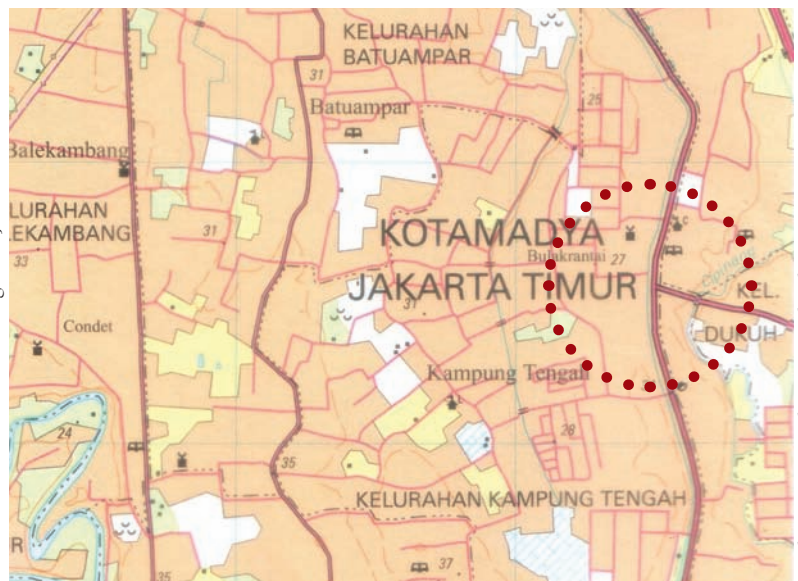 KELURAHAN
BATUAMPAR
31
Batuampar
25
Balekambang
LURAHAN
EKAMBANG
31
33
KOTAMADYA
Bulukrantai
27
JAKARTA TIMUR
31
KEL.
DUKUH
Condet
Kampung Tengah
24
28
35
KELURAHAN KAMPUNG TENGAH
R
37
35